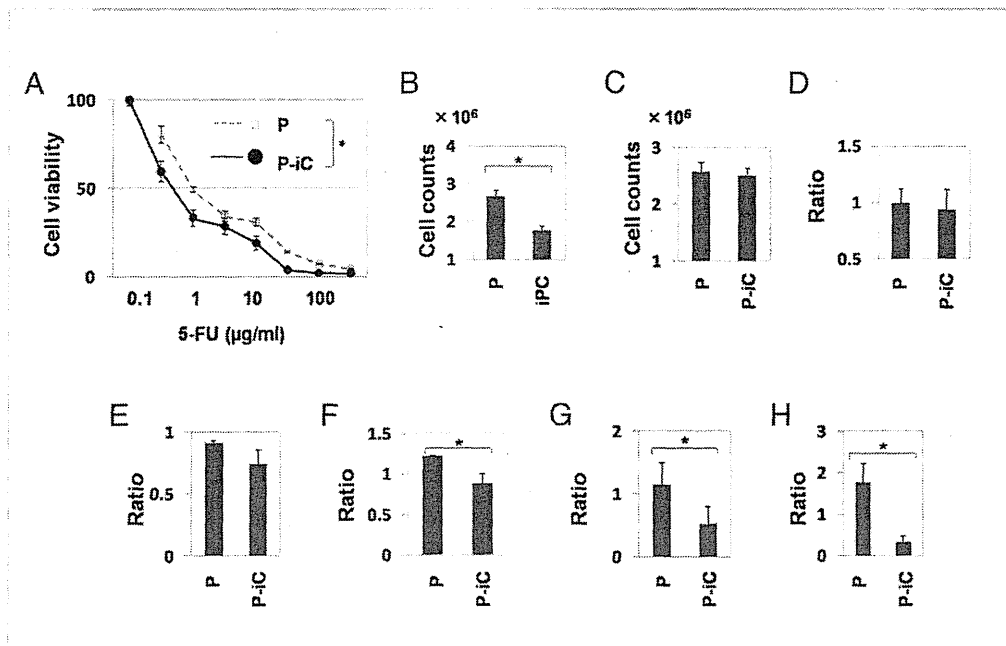 A B C D
× 10⁶ × 10⁶
100 50 0
Cell viability
P
P-iC
*
0.1 1 10 100
5-FU (µg/ml)
4 3 2 1
Cell counts
*
P iPC
3 2 1
Cell counts
P P-iC
1.5 1 0.5
Ratio
P P-iC
E F G H
1 0.5 0
Ratio
P P-iC
1.5 1 0.5 0
Ratio
*
P P-iC
2 1 0
Ratio
*
P P-iC
3 2 1 0
Ratio
*
P P-iC